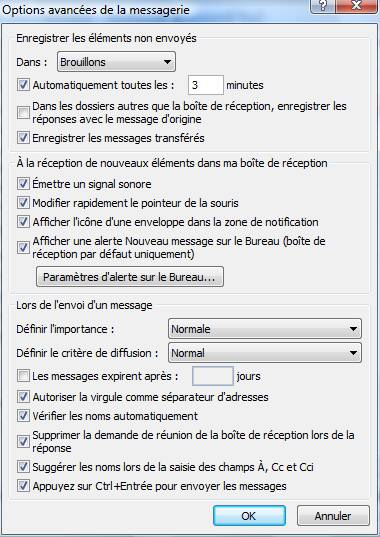 Options avancées de la messagerie
Enregistrer les éléments non envoyés
Dans : Brouillons
Automatiquement toutes les : 3 minutes
Dans les dossiers autres que la boîte de réception, enregistrer les
réponses avec le message d'origine
Enregistrer les messages transférés
À la réception de nouveaux éléments dans ma boîte de réception
Émettre un signal sonore
Modifier rapidement le pointeur de la souris
Afficher l'icône d'une enveloppe dans la zone de notification
Afficher une alerte Nouveau message sur le Bureau (boîte de
réception par défaut uniquement)
Paramètres d'alerte sur le Bureau...
Lors de l'envoi d'un message
Définir l'importance : Normale
Définir le critère de diffusion : Normal
Les messages expirent après : jours
Autoriser la virgule comme séparateur d'adresses
Vérifier les noms automatiquement
Supprimer la demande de réunion de la boîte de réception lors de la
réponse
Suggérer les noms lors de la saisie des champs À, Cc et Cci
Appuyez sur Ctrl+Entrée pour envoyer les messages
OK Annuler